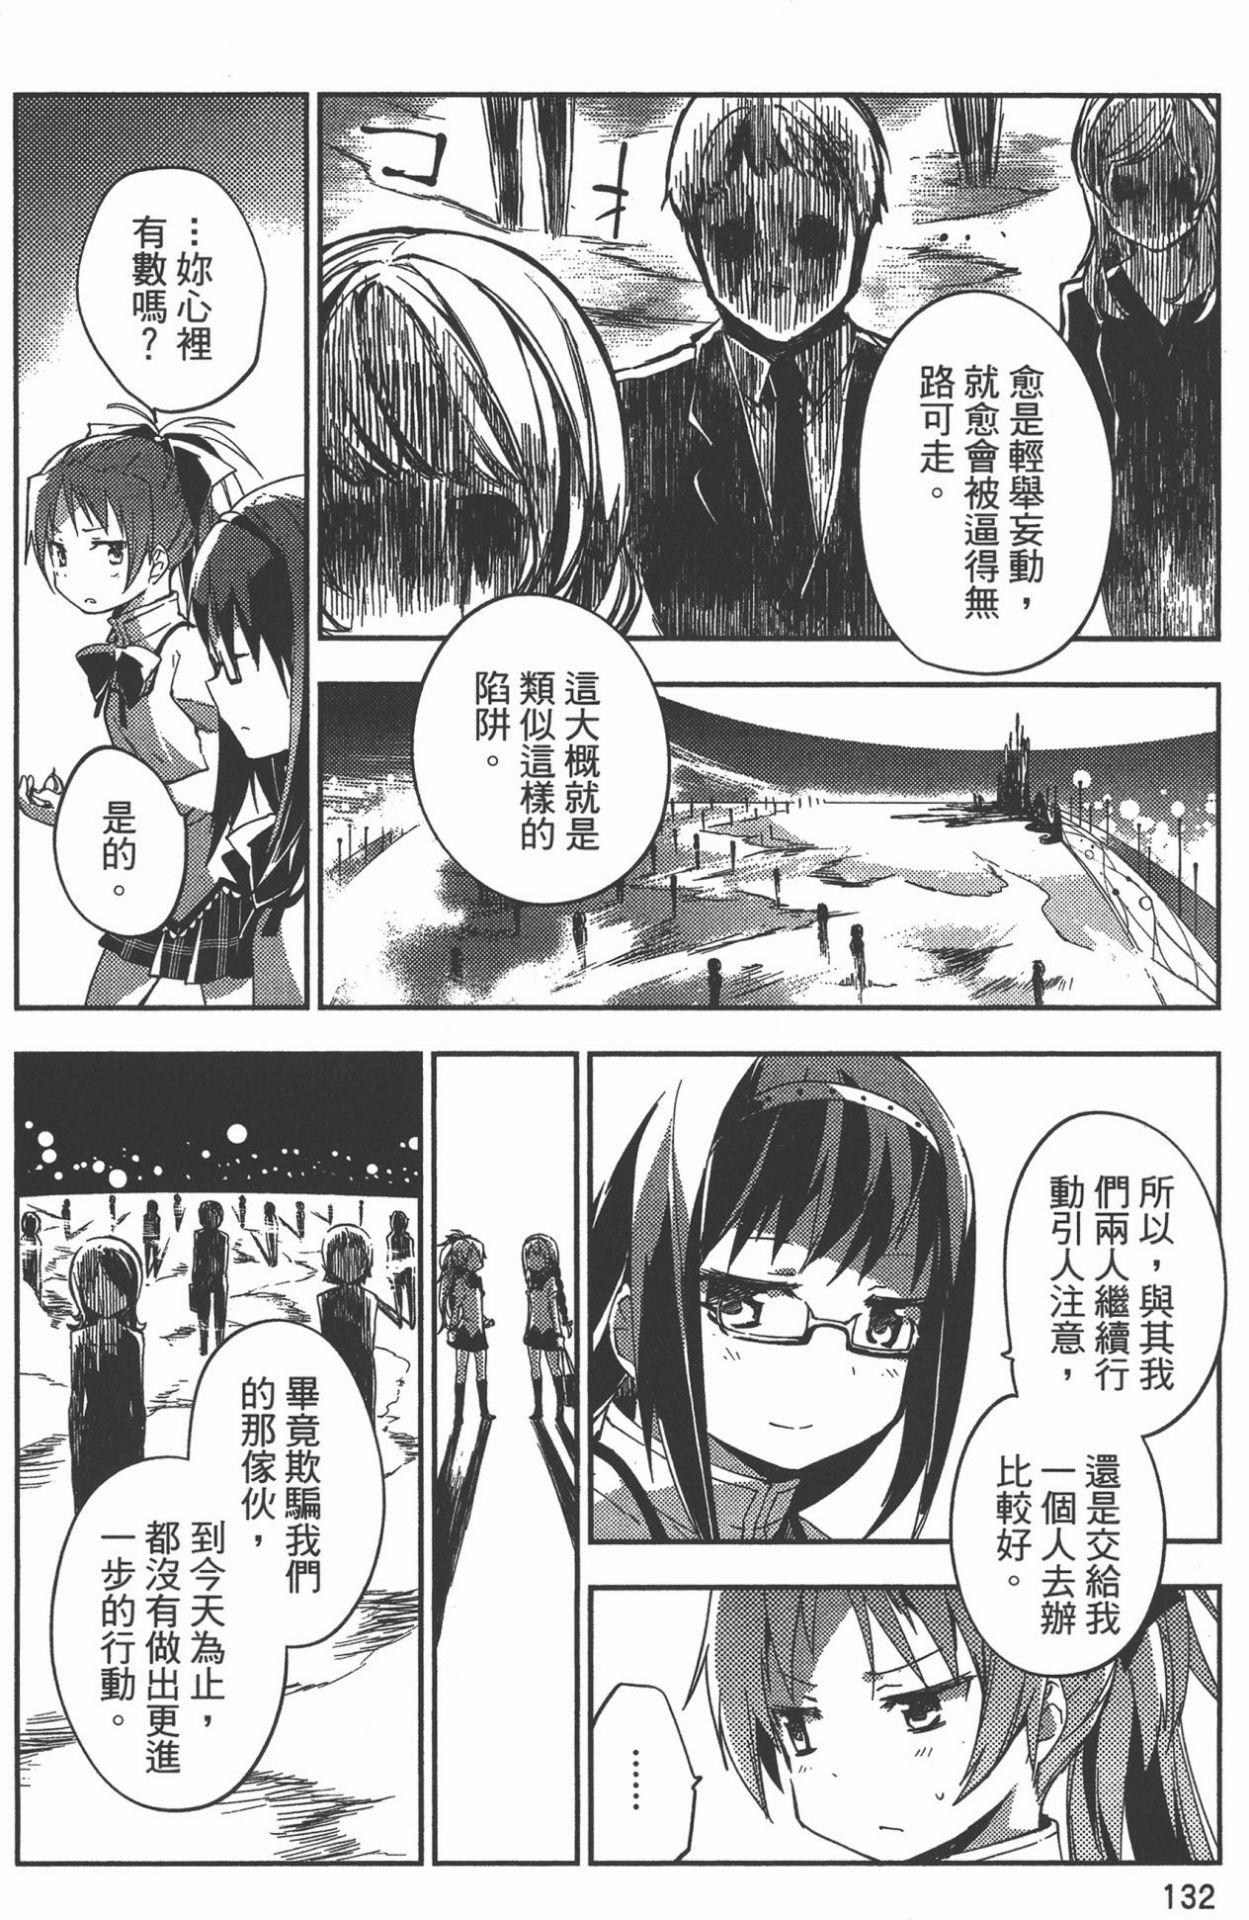 愈是輕舉妄動，
就愈會被逼得無
路可走。
這大概就是
類似這樣的
陷阱。
…妳心裡
有數嗎？
是的。
所以，與其我
們兩人繼續行
動引人注意，
還是交給我
一個人去辦
比較好。
……
畢竟欺騙我們
的那傢伙，
到今天為止，
都沒有做出更進
一步的行動。
コ
132